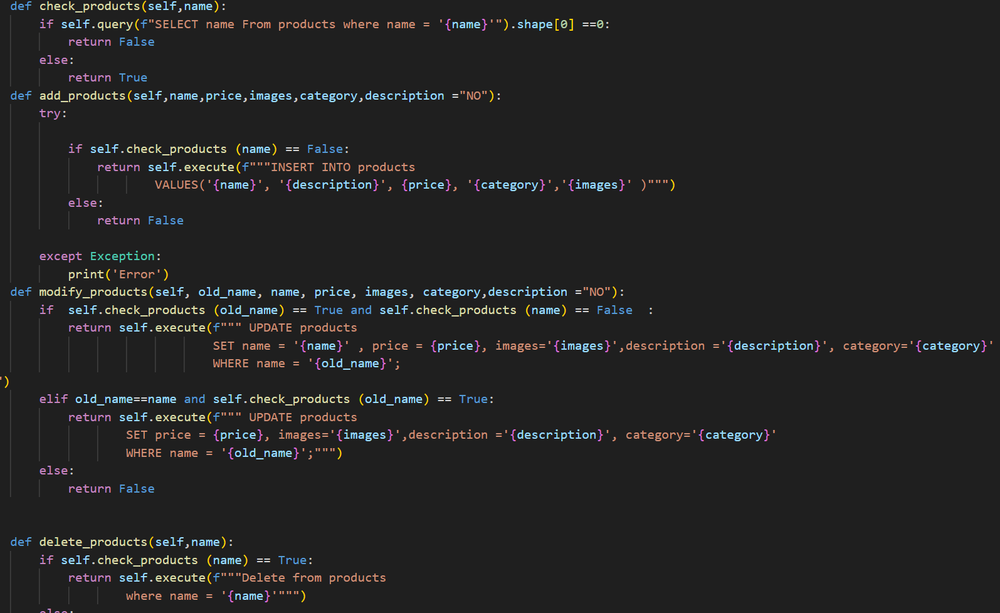 def check_products(self,name):
    if self.query(f"SELECT name From products where name = '{name}'").shape[0] ==0:
        return False
    else:
        return True
def add_products(self,name,price,images,category,description ="NO"):
    try:

        if self.check_products (name) == False:
            return self.execute(f"""INSERT INTO products
                    VALUES('{name}', '{description}', {price}, '{category}','{images}' )""")
        else:
            return False

    except Exception:
        print('Error')
def modify_products(self, old_name, name, price, images, category,description ="NO"):
    if  self.check_products (old_name) == True and self.check_products (name) == False  :
        return self.execute(f""" UPDATE products
                            SET name = '{name}' , price = {price}, images='{images}',description ='{description}', category='{category}'
                            WHERE name = '{old_name}';
")
    elif old_name==name and self.check_products (old_name) == True:
        return self.execute(f""" UPDATE products
                SET price = {price}, images='{images}',description ='{description}', category='{category}'
                WHERE name = '{old_name}';""")
    else:
        return False


def delete_products(self,name):
    if self.check_products (name) == True:
        return self.execute(f"""Delete from products
                where name = '{name}'""")
    else: